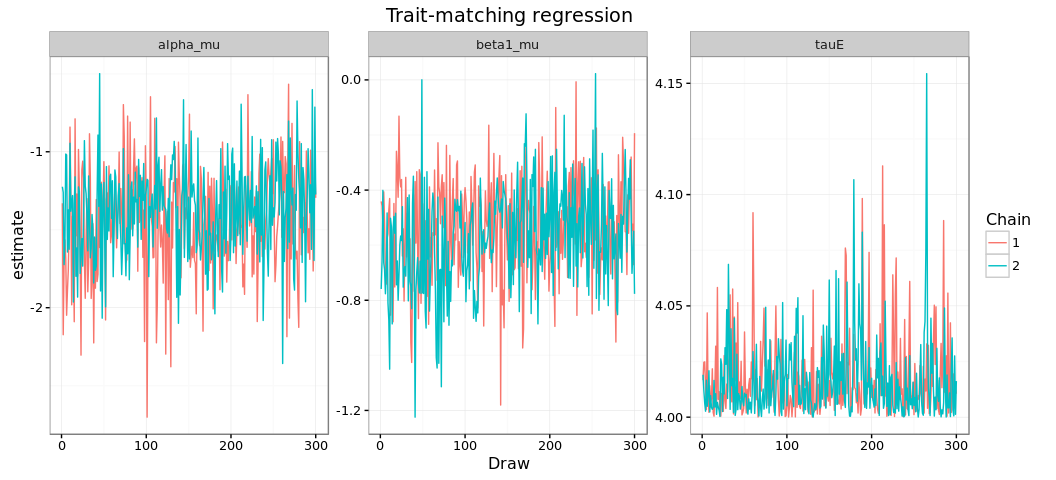 Trait-matching regression
alpha_mu beta1_mu tauE
estimate
-1
-2
0.0
-0.4
-0.8
-1.2
4.15
4.10
4.05
4.00
0 100 200 300 0 100 200 300 0 100 200 300
Draw
Chain
1
2